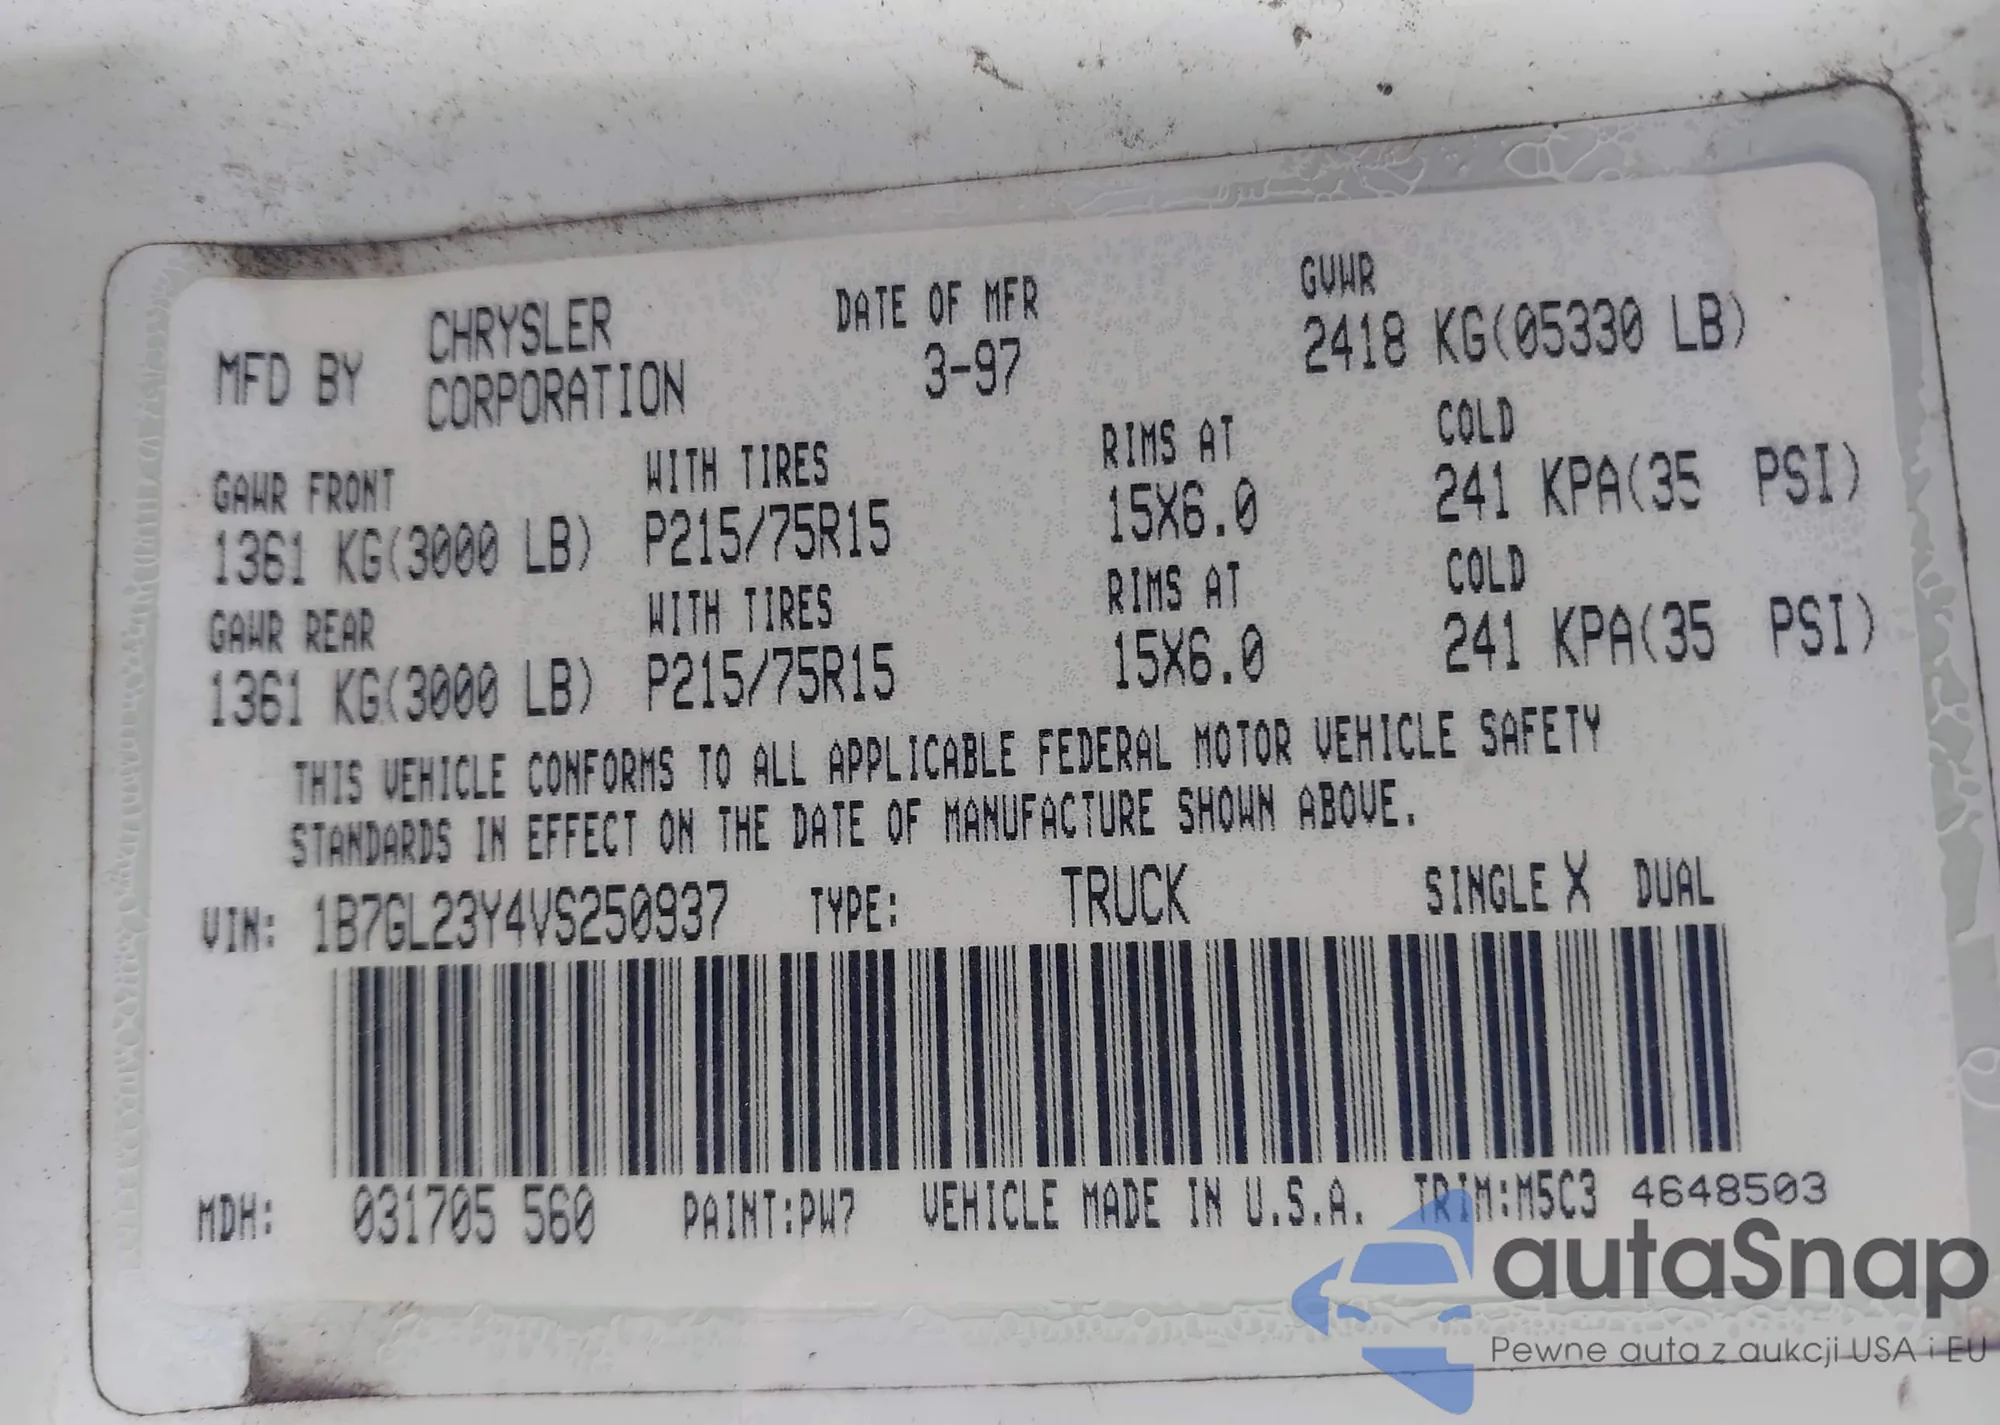 MFD BY CHRYSLER CORPORATION DATE OF MFR 3-97 GVWR 2418 KG(05330 LB)
GAWR FRONT WITH TIRES RIMS AT COLD
1361 KG(3000 LB) P215/75R15 15X6.0 241 KPA(35 PSI)
GAWR REAR WITH TIRES RIMS AT COLD
1361 KG(3000 LB) P215/75R15 15X6.0 241 KPA(35 PSI)
THIS VEHICLE CONFORMS TO ALL APPLICABLE FEDERAL MOTOR VEHICLE SAFETY
STANDARDS IN EFFECT ON THE DATE OF MANUFACTURE SHOWN ABOVE.
VIN: 1B7GL23Y4VS250937 TYPE: TRUCK SINGLE X DUAL
MDH: 031705 560 PAINT:PW7 VEHICLE MADE IN U.S.A. TRIM:M5C3 4648503
autaSnap
Pewne auta z aukcji USA i EU